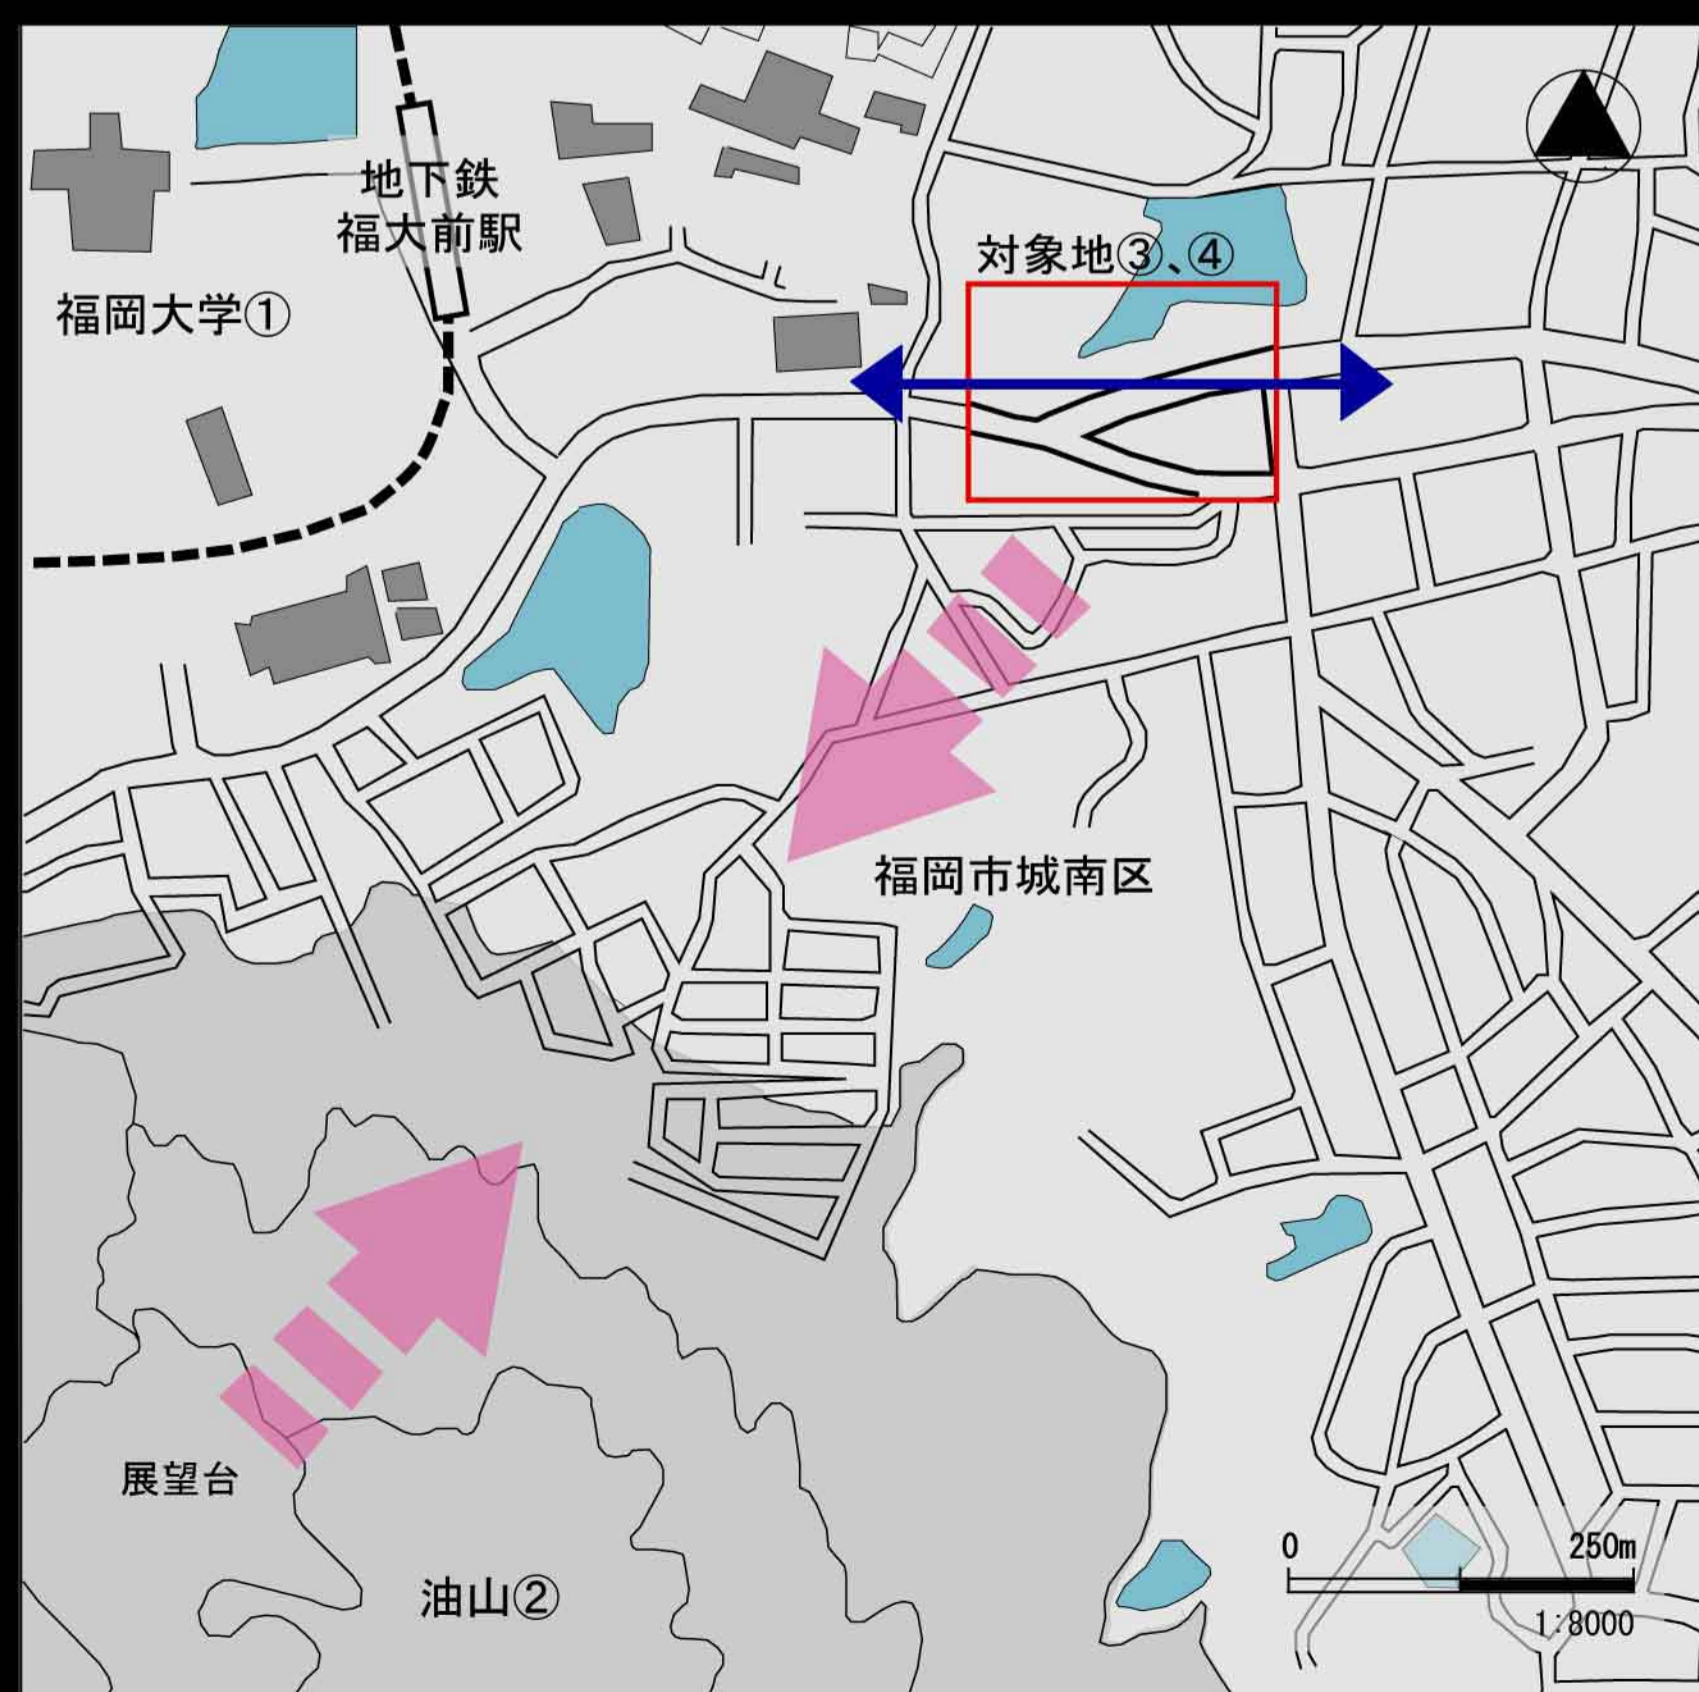 地下鉄
福大前駅
対象地③、④
福岡大学①
福岡市城南区
展望台
油山②
0 250m
1:8000